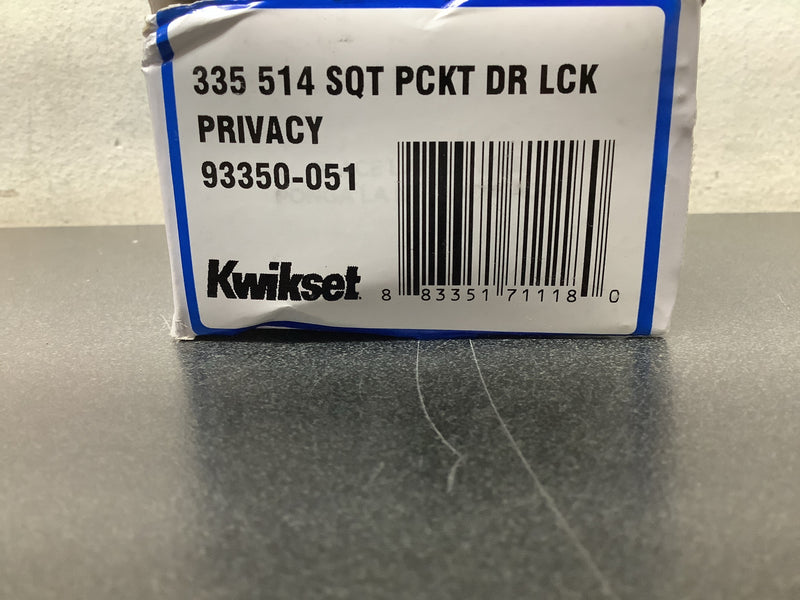 335 514 SQT PCKT DR LCK
PRIVACY
93350-051
Kwikset
8 83351 71118 0